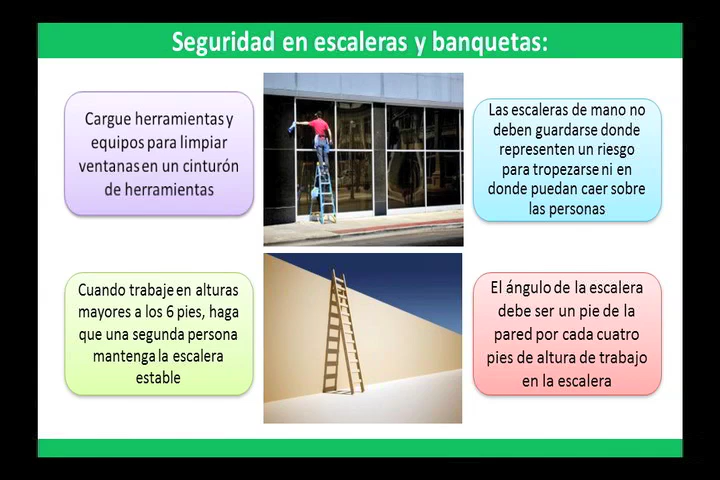 Seguridad en escaleras y banquetas:
Cargue herramientas y
equipos para limpiar
ventanas en un cinturón
de herramientas
Las escaleras de mano no
deben guardarse donde
representen un riesgo
para tropezarse ni en
donde puedan caer sobre
las personas
Cuando trabaje en alturas
mayores a los 6 pies, haga
que una segunda persona
mantenga la escalera
estable
El ángulo de la escalera
debe ser un pie de la
pared por cada cuatro
pies de altura de trabajo
en la escalera